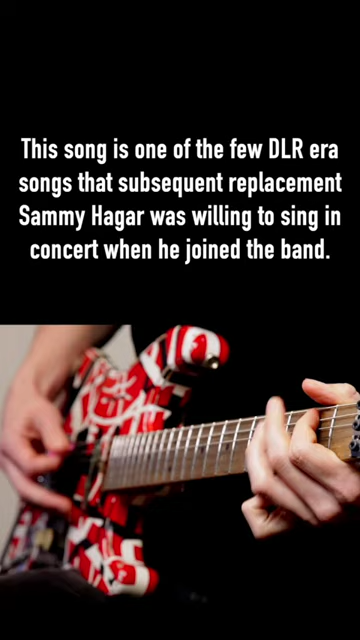 This song is one of the few DLR era
songs that subsequent replacement
Sammy Hagar was willing to sing in
concert when he joined the band.